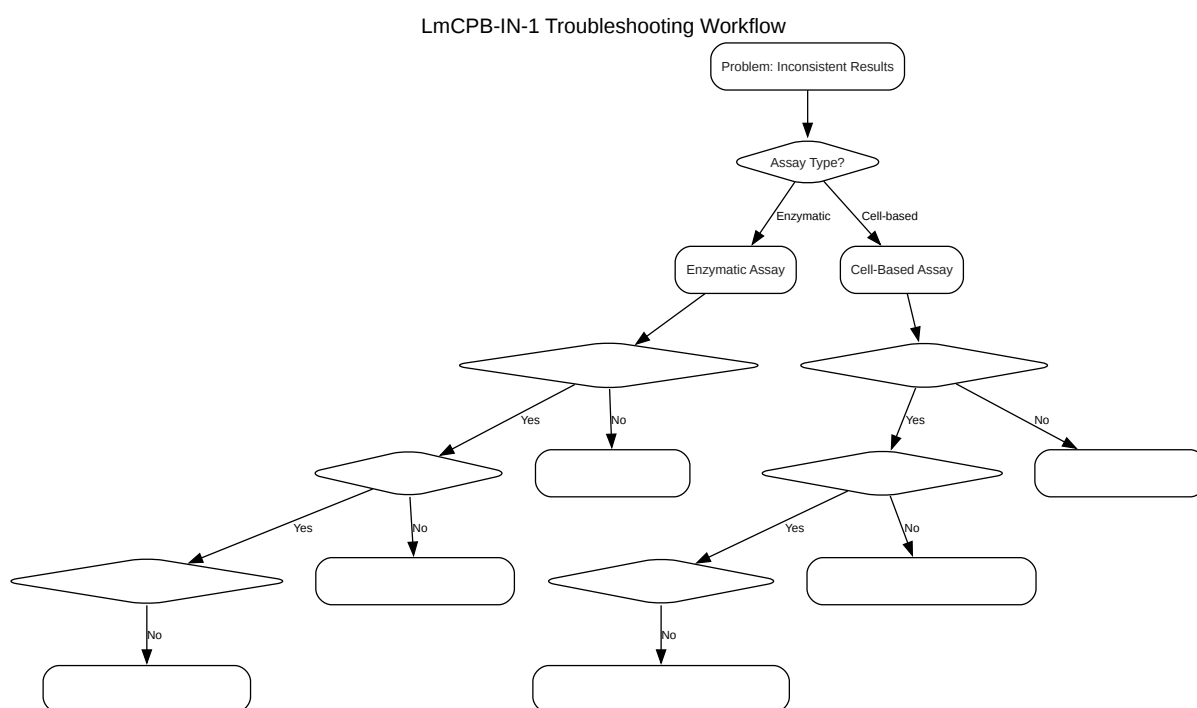 LmCPB-IN-1 Troubleshooting Workflow
Problem: Inconsistent Results
Assay Type?
Enzymatic
Cell-based
Enzymatic Assay
Cell-Based Assay
Yes
No
Yes
No
Yes
No
Yes
No
No
No